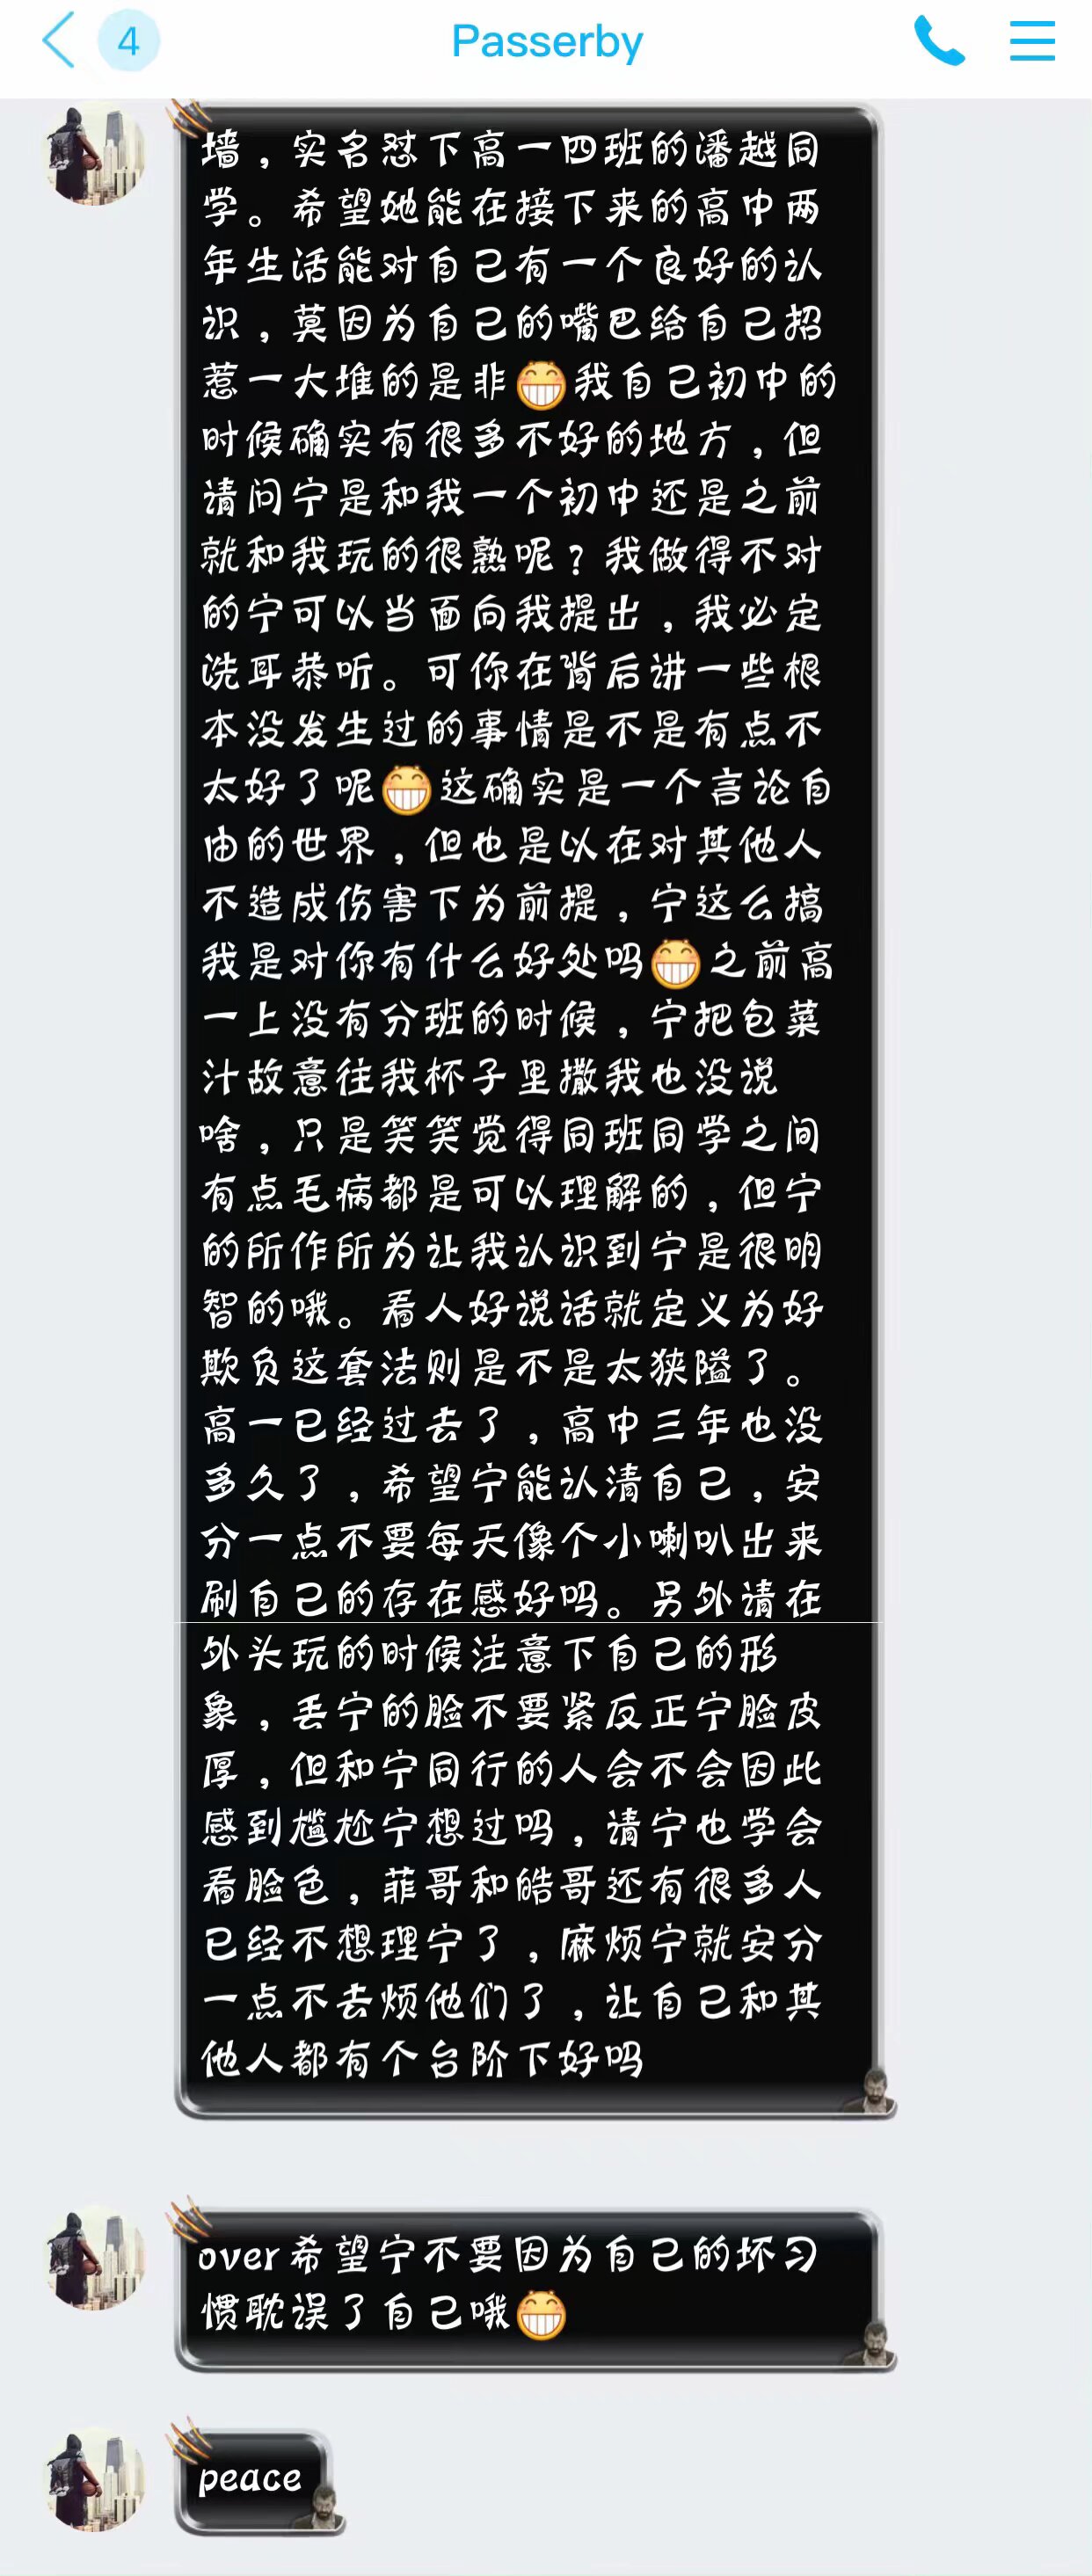 4
Passerby
墙，实名怼下高一四班的潘越同
学。希望她能在接下来的高中两
年生活能对自己有一个良好的认
识，莫因为自己的嘴巴给自己招
惹一大堆的是非😁我自己初中的
时候确实有很多不好的地方，但
请问宁是和我一个初中还是之前
就和我玩的很熟呢？我做得不对
的宁可以当面向我提出，我必定
洗耳恭听。可你在背后讲一些根
本没发生过的事情是不是有点不
太好了呢😁这确实是一个言论自
由的世界，但也是以在对其他人
不造成伤害下为前提，宁这么搞
我是对你有什么好处吗😁之前高
一上没有分班的时候，宁把包菜
汁故意往我杯子里撒我也没说
啥，只是笑笑觉得同班同学之间
有点毛病都是可以理解的，但宁
的所作所为让我认识到宁是很明
智的哦。看人好说话就定义为好
欺负这套法则是不是太狭隘了。
高一已经过去了，高中三年也没
多久了，希望宁能认清自己，安
分一点不要每天像个小喇叭出来
刷自己的存在感好吗。另外请在
外头玩的时候注意下自己的形
象，丢宁的脸不要紧反正宁脸皮
厚，但和宁同行的人会不会因此
感到尴尬宁想过吗，请宁也学会
看脸色，菲哥和皓哥还有很多人
已经不想理宁了，麻烦宁就安分
一点不去烦他们了，让自己和其
他人都有个台阶下好吗
over希望宁不要因为自己的坏习
惯耽误了自己哦😁
peace